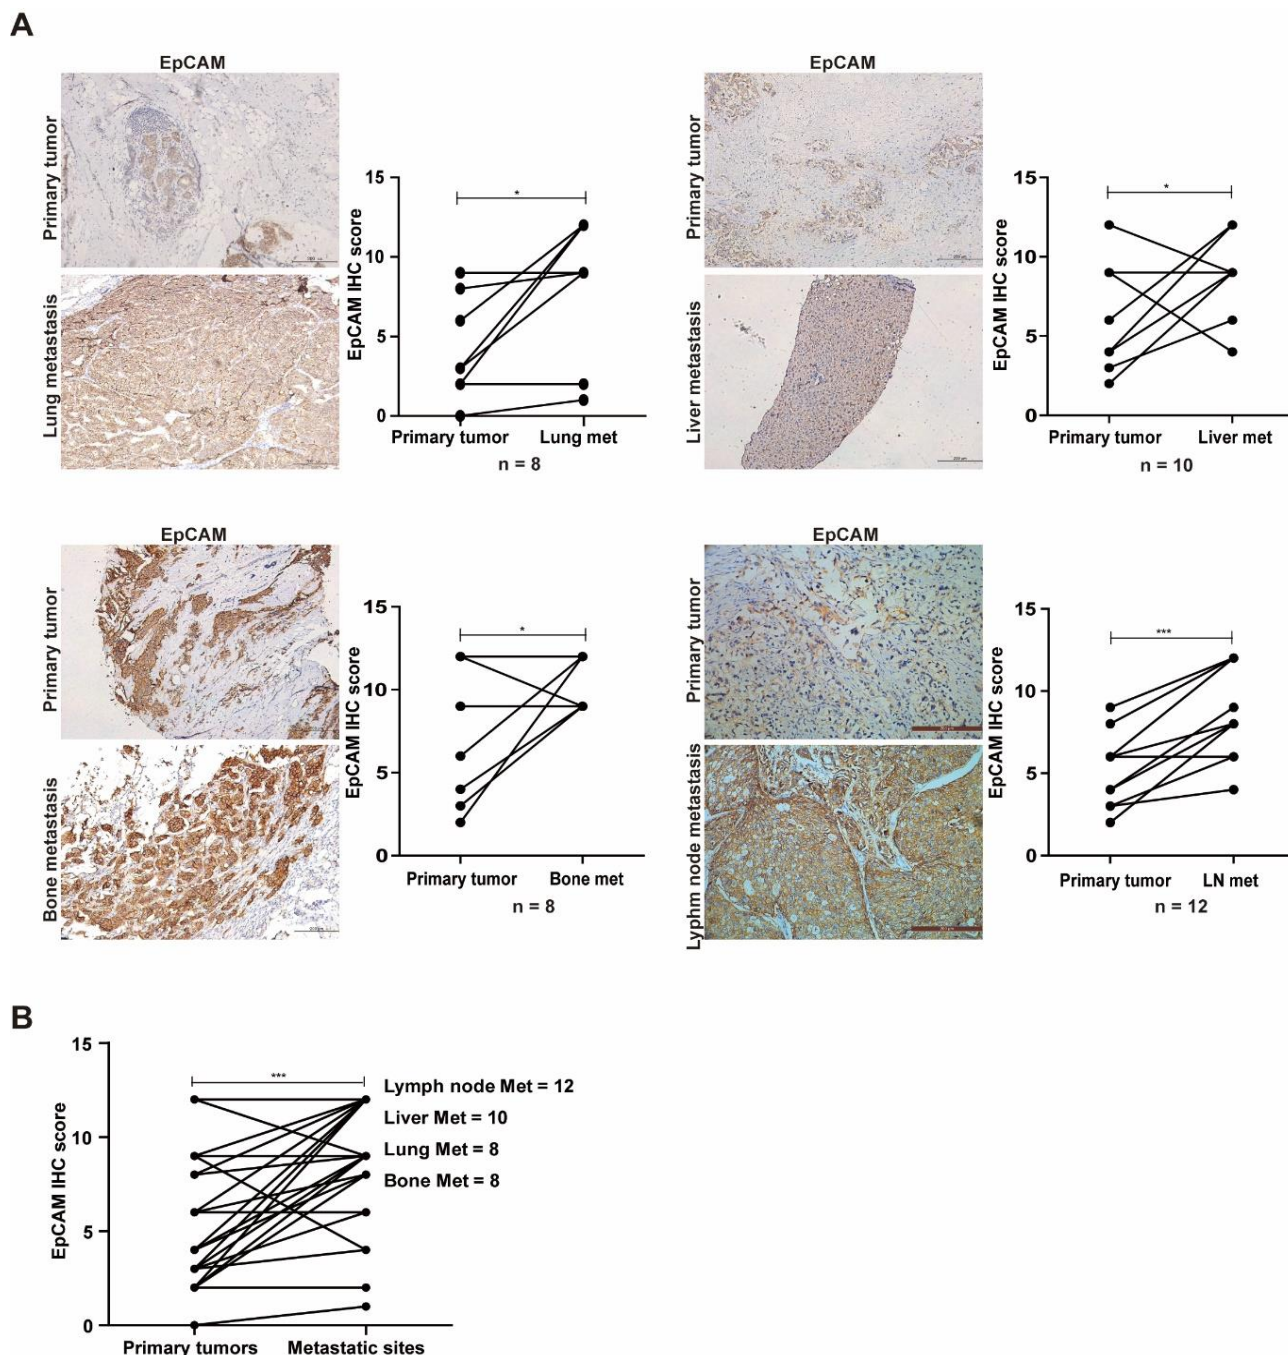 A
EpCAM
Primary tumor
Lung metastasis
EpCAM IHC score
15
10
5
0
*
Primary tumor
Lung met
n = 8
EpCAM
Primary tumor
Liver metastasis
EpCAM IHC score
15
10
5
0
*
Primary tumor
Liver met
n = 10
EpCAM
Primary tumor
Bone metastasis
EpCAM IHC score
15
10
5
0
*
Primary tumor
Bone met
n = 8
EpCAM
Primary tumor
Lyphm node metastasis
EpCAM IHC score
15
10
5
0
***
Primary tumor
LN met
n = 12
B
EpCAM IHC score
15
10
5
0
***
Lymph node Met = 12
Liver Met = 10
Lung Met = 8
Bone Met = 8
Primary tumors
Metastatic sites